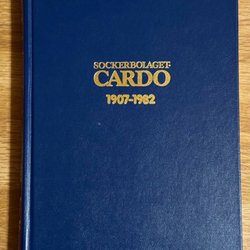 SOCKERBOLAGET-
CARDO
1907-1982